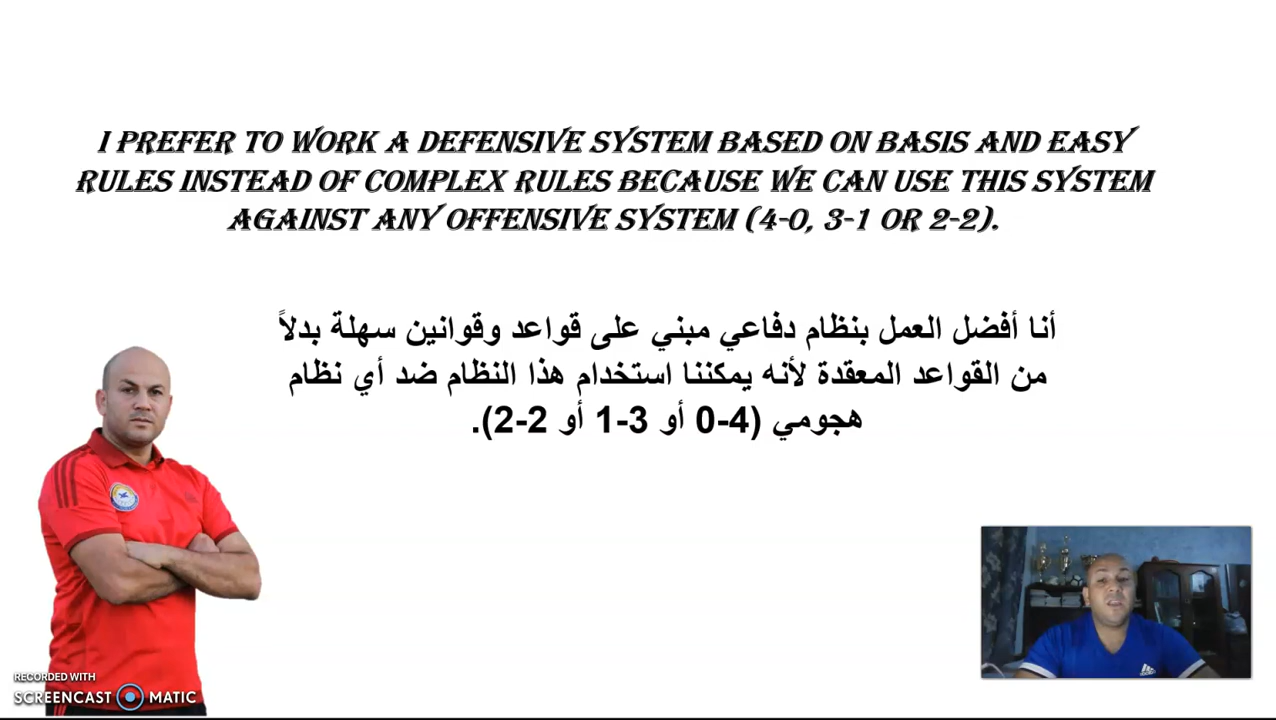 I PREFER TO WORK A DEFENSIVE SYSTEM BASED ON BASIS AND EASY
RULES INSTEAD OF COMPLEX RULES BECAUSE WE CAN USE THIS SYSTEM
AGAINST ANY OFFENSIVE SYSTEM (4-0, 3-1 OR 2-2).
أنا أفضل العمل بنظام دفاعي مبني على قواعد وقوانين سهلة بدلاً
من القواعد المعقدة لأنه يمكننا استخدام هذا النظام ضد أي نظام
هجومي (4-0 أو 3-1 أو 2-2).
RECORDED WITH
SCREENCAST MATIC